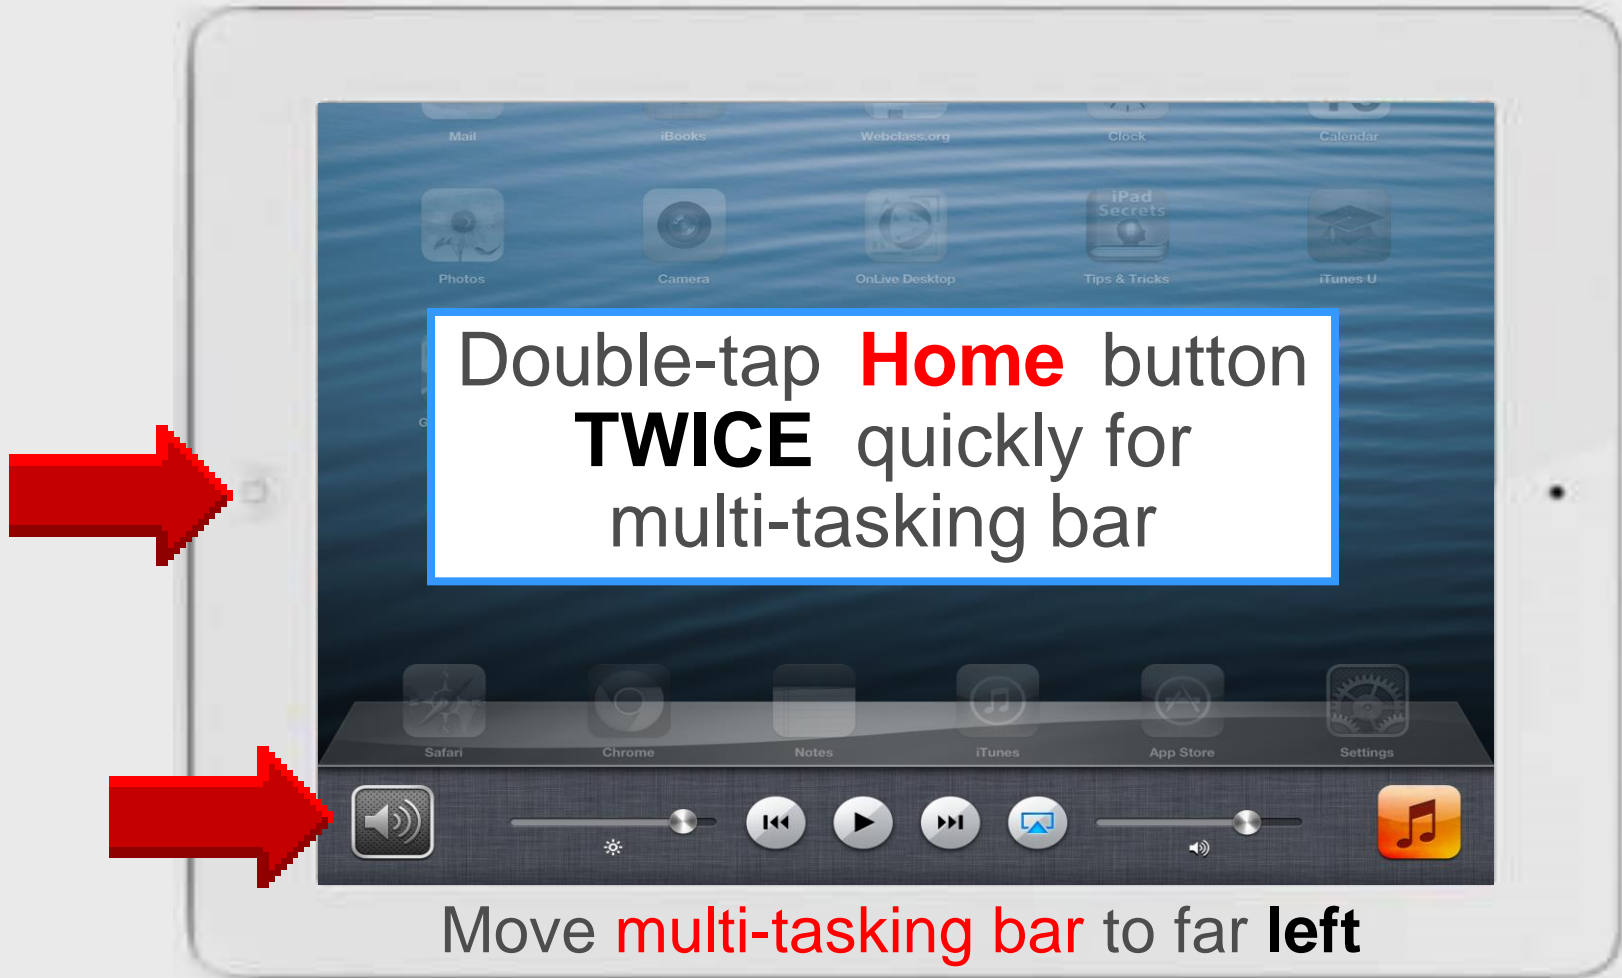 Mail iBooks Webclass.org Clock Calendar
iPad
Secrets
Photos Camera OnLive Desktop Tips & Tricks iTunes U
Double-tap Home button
TWICE quickly for
multi-tasking bar
Safari Chrome Notes iTunes App Store Settings
Move multi-tasking bar to far left